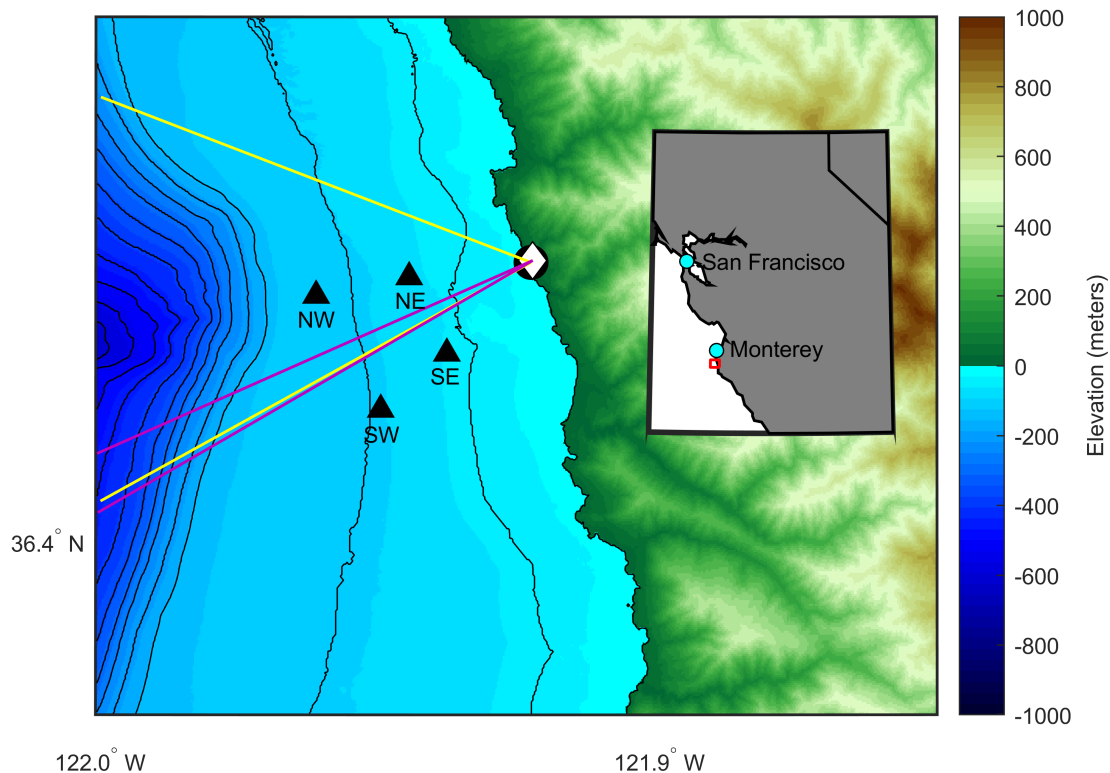 1000
800
600
400
200
0
-200
-400
-600
-800
-1000
Elevation (meters)
San Francisco
Monterey
NE
NW
SE
SW
36.4° N
122.0° W
121.9° W